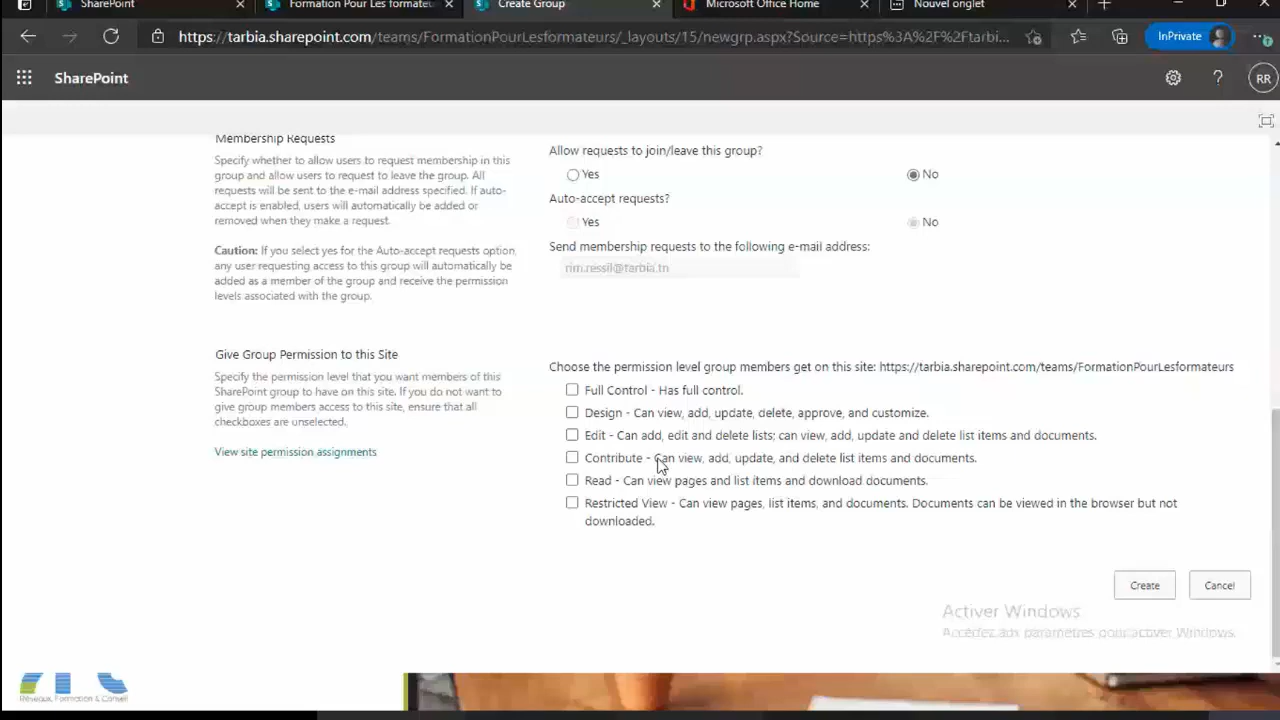 SharePoint
Formation Pour Les formateur
Create Group
Microsoft Office Home
Nouvel onglet
https://tarbia.sharepoint.com/teams/FormationPourLesformateurs/_layouts/15/newgrp.aspx?Source=https%3A%2F%2Ftarbi...
InPrivate
SharePoint
?
RR
Membership Requests
Specify whether to allow users to request membership in this
group and allow users to request to leave the group. All
requests will be sent to the e-mail address specified. If auto-
accept is enabled, users will automatically be added or
removed when they make a request.
Caution: If you select yes for the Auto-accept requests option,
any user requesting access to this group will automatically be
added as a member of the group and receive the permission
levels associated with the group.
Allow requests to join/leave this group?
Yes
No
Auto-accept requests?
Yes
No
Send membership requests to the following e-mail address:
rim.ressil@tarbia.tn
Give Group Permission to this Site
Specify the permission level that you want members of this
SharePoint group to have on this site. If you do not want to
give group members access to this site, ensure that all
checkboxes are unselected.
View site permission assignments
Choose the permission level group members get on this site: https://tarbia.sharepoint.com/teams/FormationPourLesformateurs
Full Control - Has full control.
Design - Can view, add, update, delete, approve, and customize.
Edit - Can add, edit and delete lists; can view, add, update and delete list items and documents.
Contribute - Can view, add, update, and delete list items and documents.
Read - Can view pages and list items and download documents.
Restricted View - Can view pages, list items, and documents. Documents can be viewed in the browser but not
downloaded.
Create
Cancel
Activer Windows
Accédez aux paramètres pour activer Windows.
Réseaux, Formation & Conseil